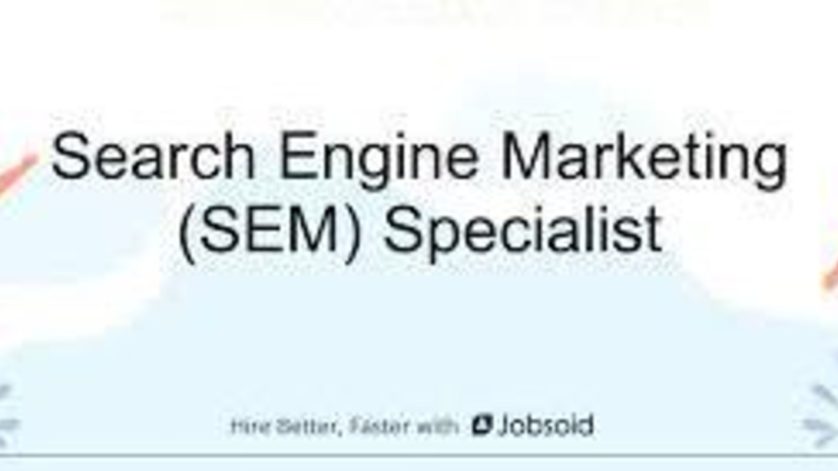 Search Engine Marketing
(SEM) Specialist
Hire Better, Faster with Jobsoid